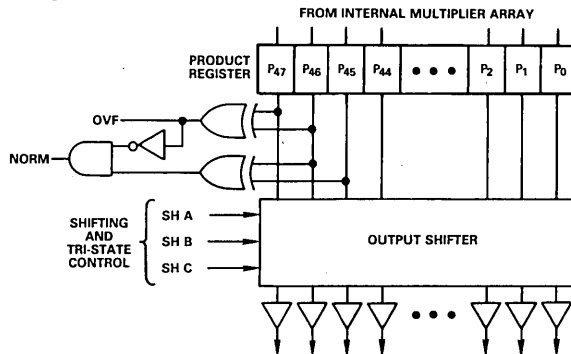 FROM INTERNAL MULTIPLIER ARRAY
PRODUCT REGISTER
P47 P46 P45 P44 ••• P2 P1 P0
OVF
NORM
SHIFTING AND TRI-STATE CONTROL
SH A
SH B
SH C
OUTPUT SHIFTER
•••